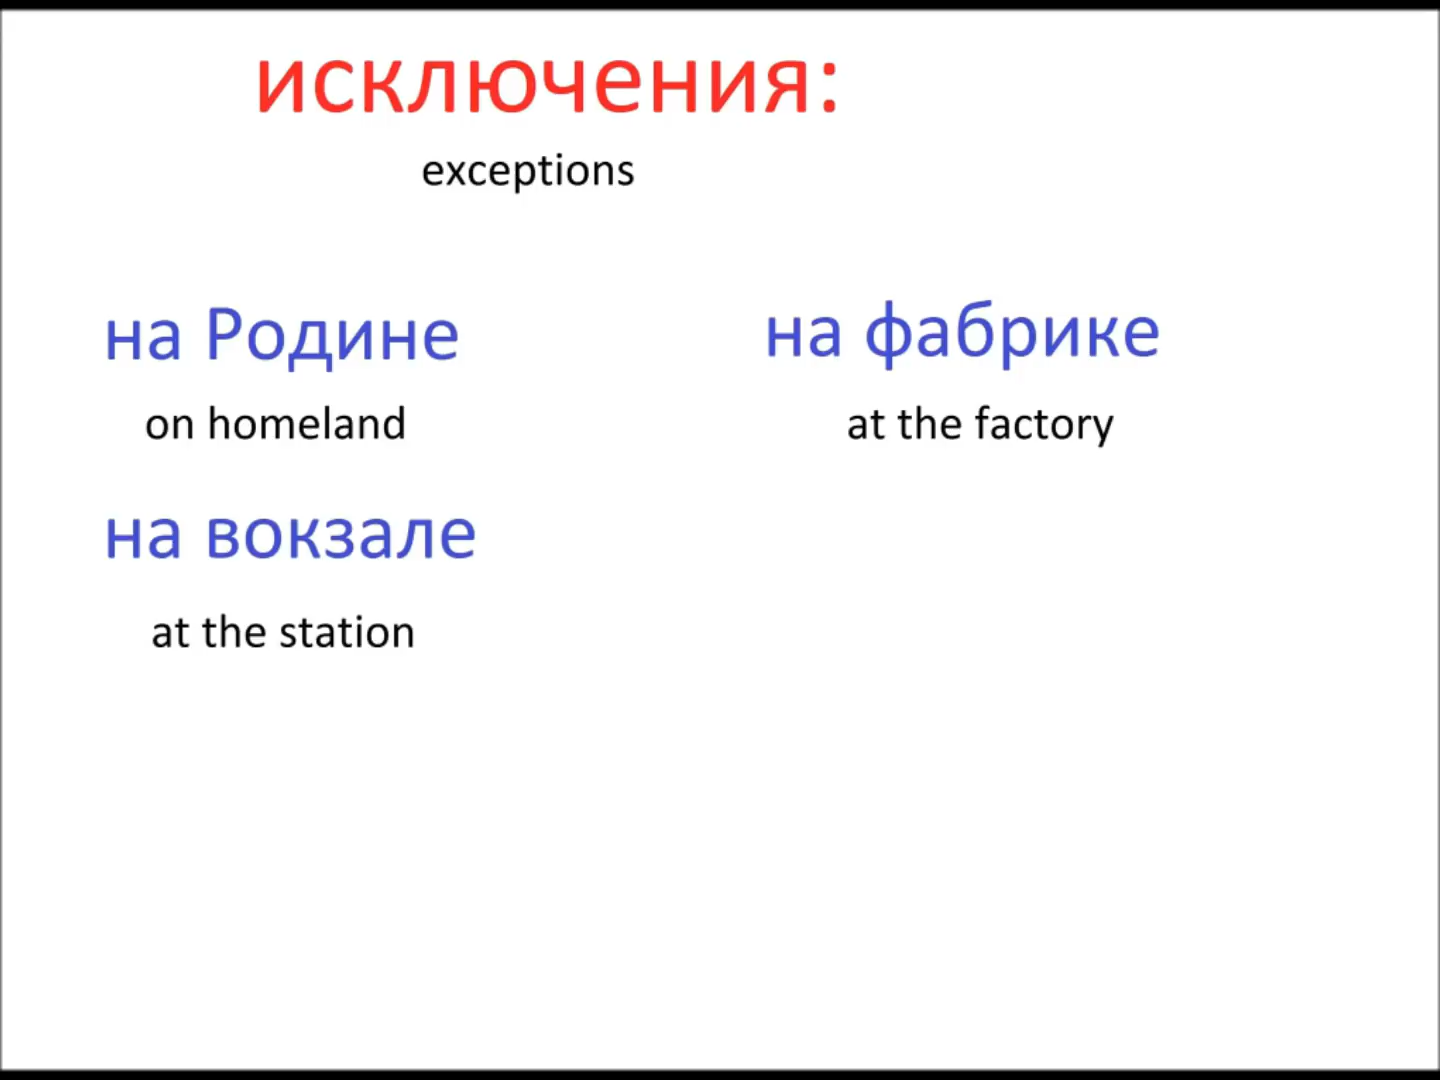 исключения:
exceptions
на Родине
on homeland
на фабрике
at the factory
на вокзале
at the station